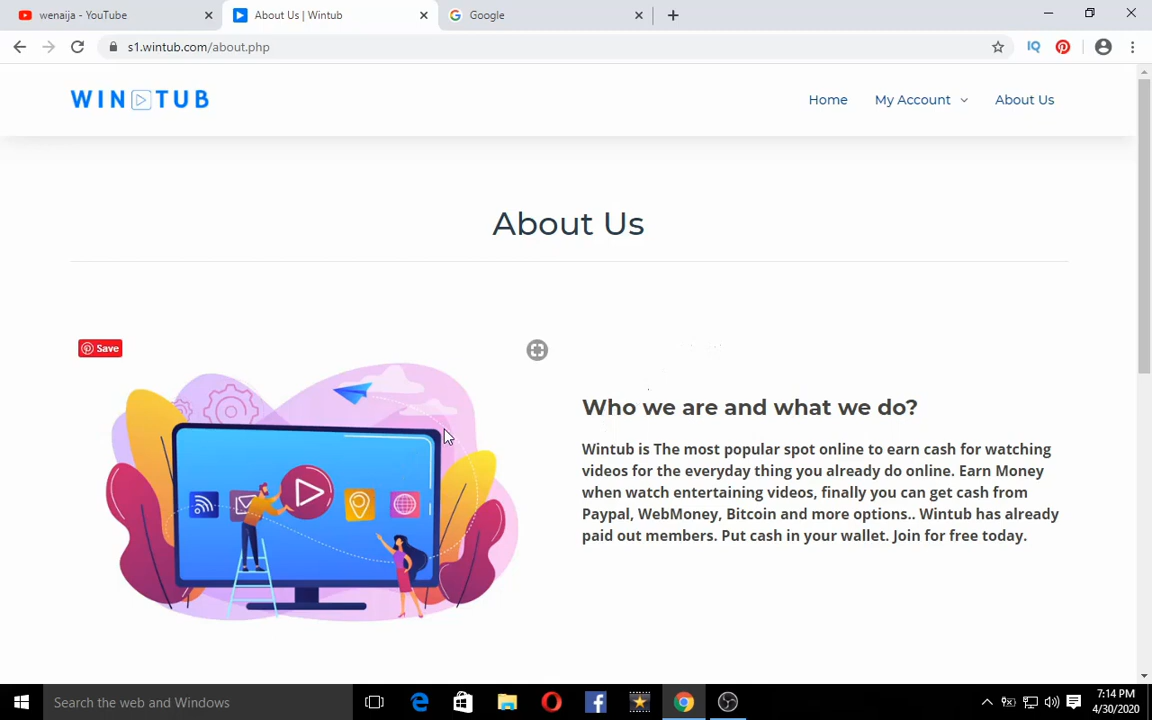 wenaija - YouTube
About Us | Wintub
Google
s1.wintub.com/about.php
IQ
WIN TUB
Home
My Account
About Us
About Us
Save
Who we are and what we do?
Wintub is The most popular spot online to earn cash for watching
videos for the everyday thing you already do online. Earn Money
when watch entertaining videos, finally you can get cash from
Paypal, WebMoney, Bitcoin and more options.. Wintub has already
paid out members. Put cash in your wallet. Join for free today.
Search the web and Windows
7:14 PM
4/30/2020